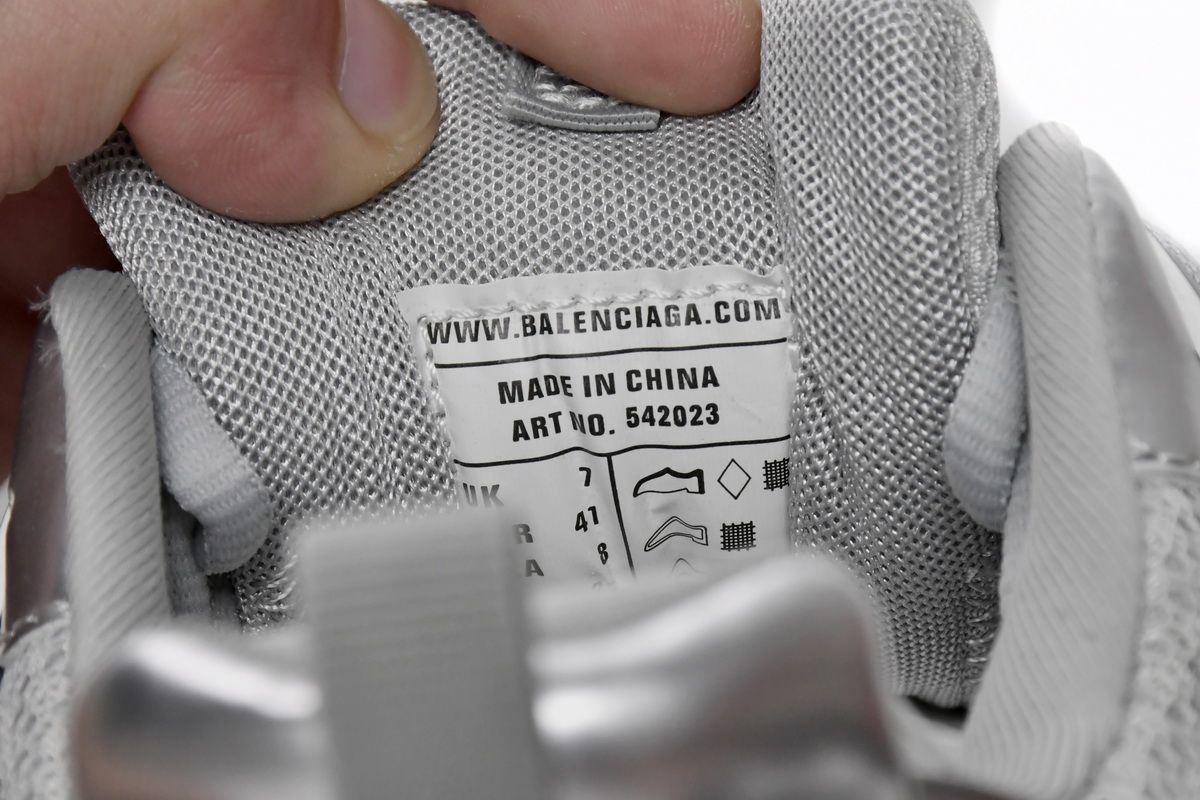 WWW.BALENCIAGA.COM
MADE IN CHINA
ART NO. 542023
UK 7
R 41
A 8